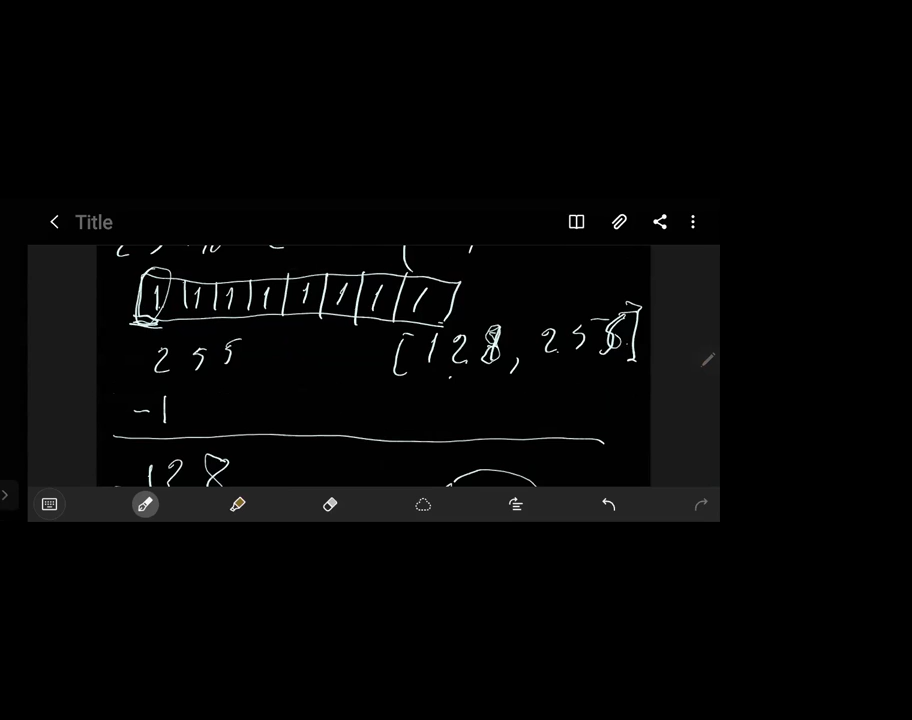 Title
1 1 1 1 1 1 1 1
255
[128, 255]
-1
128